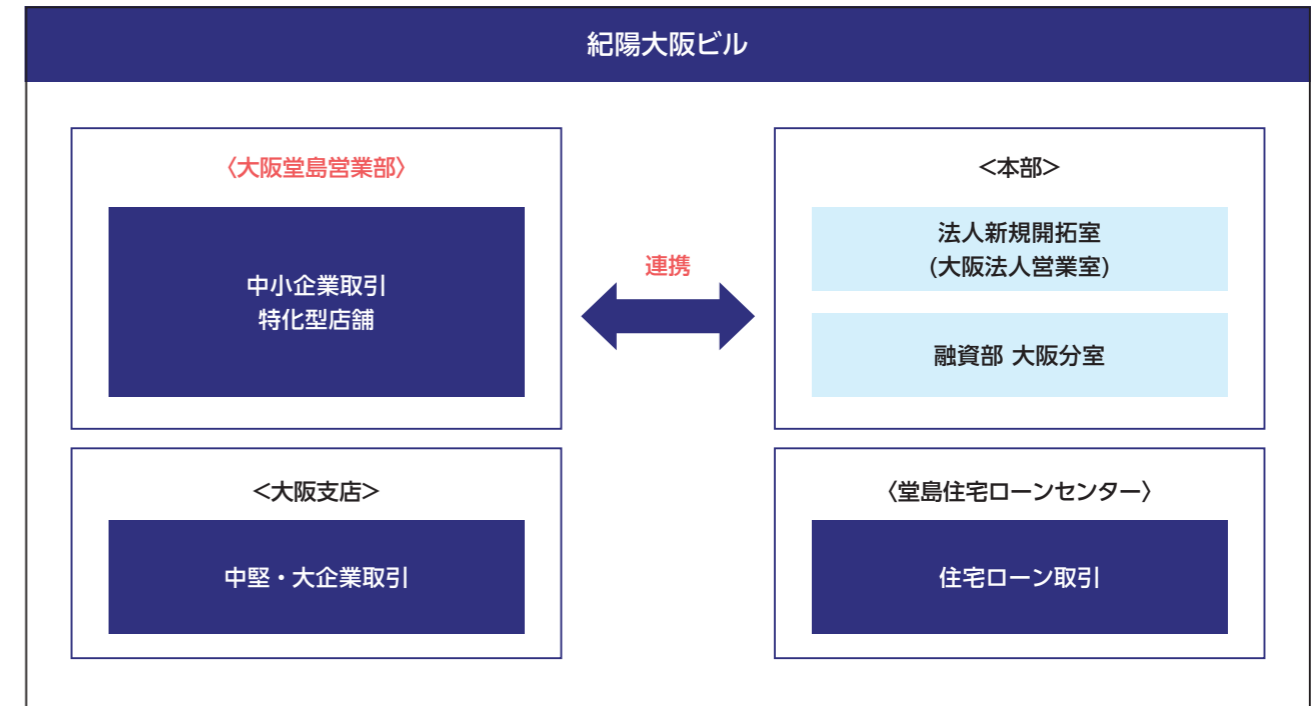 紀陽大阪ビル
〈大阪堂島営業部〉
中小企業取引
特化型店舗
連携
<本部>
法人新規開拓室
(大阪法人営業室)
融資部 大阪分室
<大阪支店>
中堅・大企業取引
〈堂島住宅ローンセンター〉
住宅ローン取引